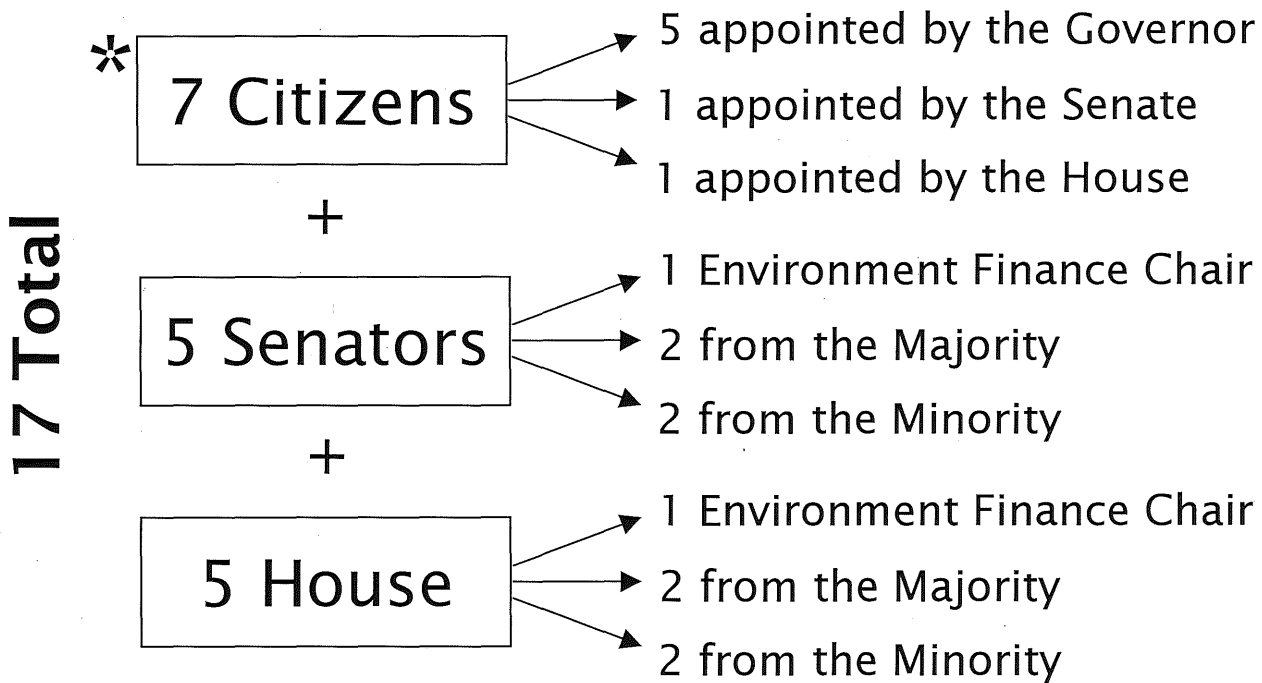 17 Total
*
7 Citizens
5 appointed by the Governor
1 appointed by the Senate
1 appointed by the House
+
5 Senators
1 Environment Finance Chair
2 from the Majority
2 from the Minority
+
5 House
1 Environment Finance Chair
2 from the Majority
2 from the Minority